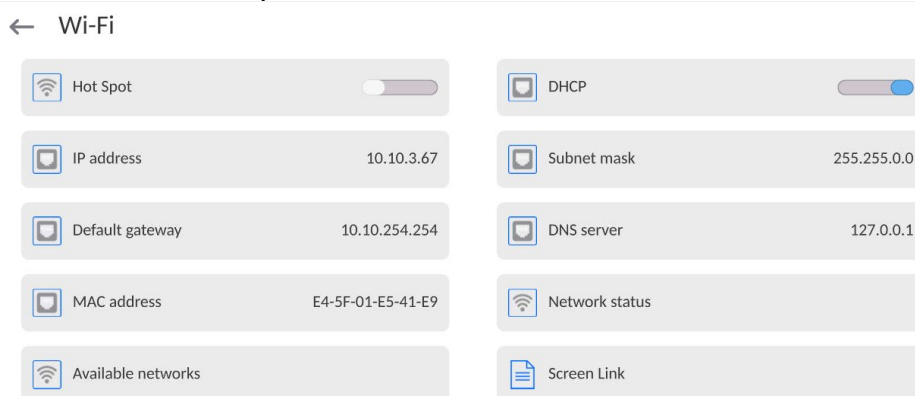 Wi-Fi
Hot Spot
DHCP
IP address 10.10.3.67
Subnet mask 255.255.0.0
Default gateway 10.10.254.254
DNS server 127.0.0.1
MAC address E4-5F-01-E5-41-E9
Network status
Available networks
Screen Link